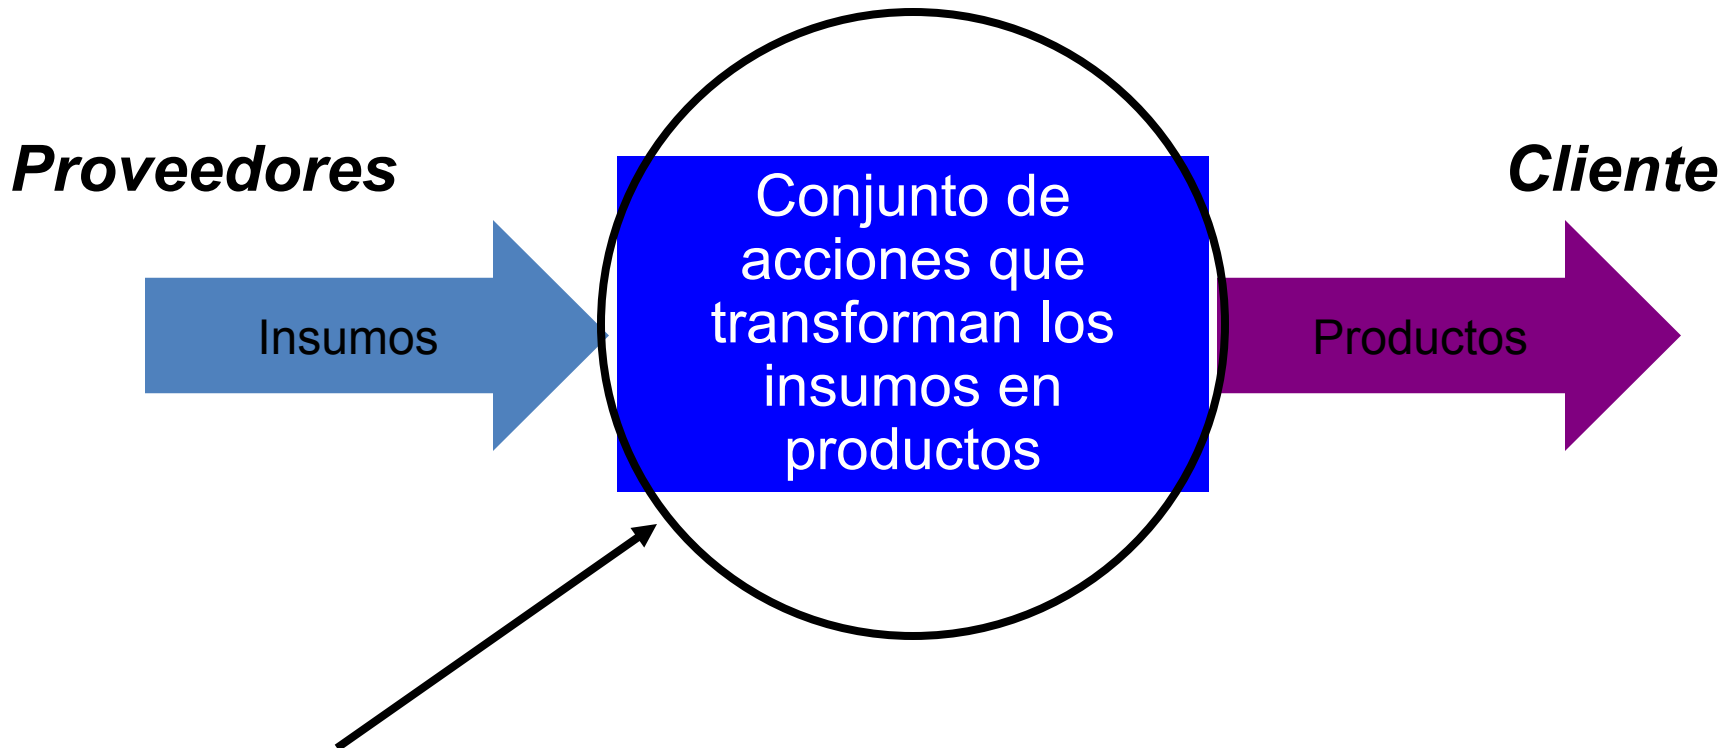 Proveedores
Cliente
Insumos
Conjunto de
acciones que
transforman los
insumos en
productos
Productos